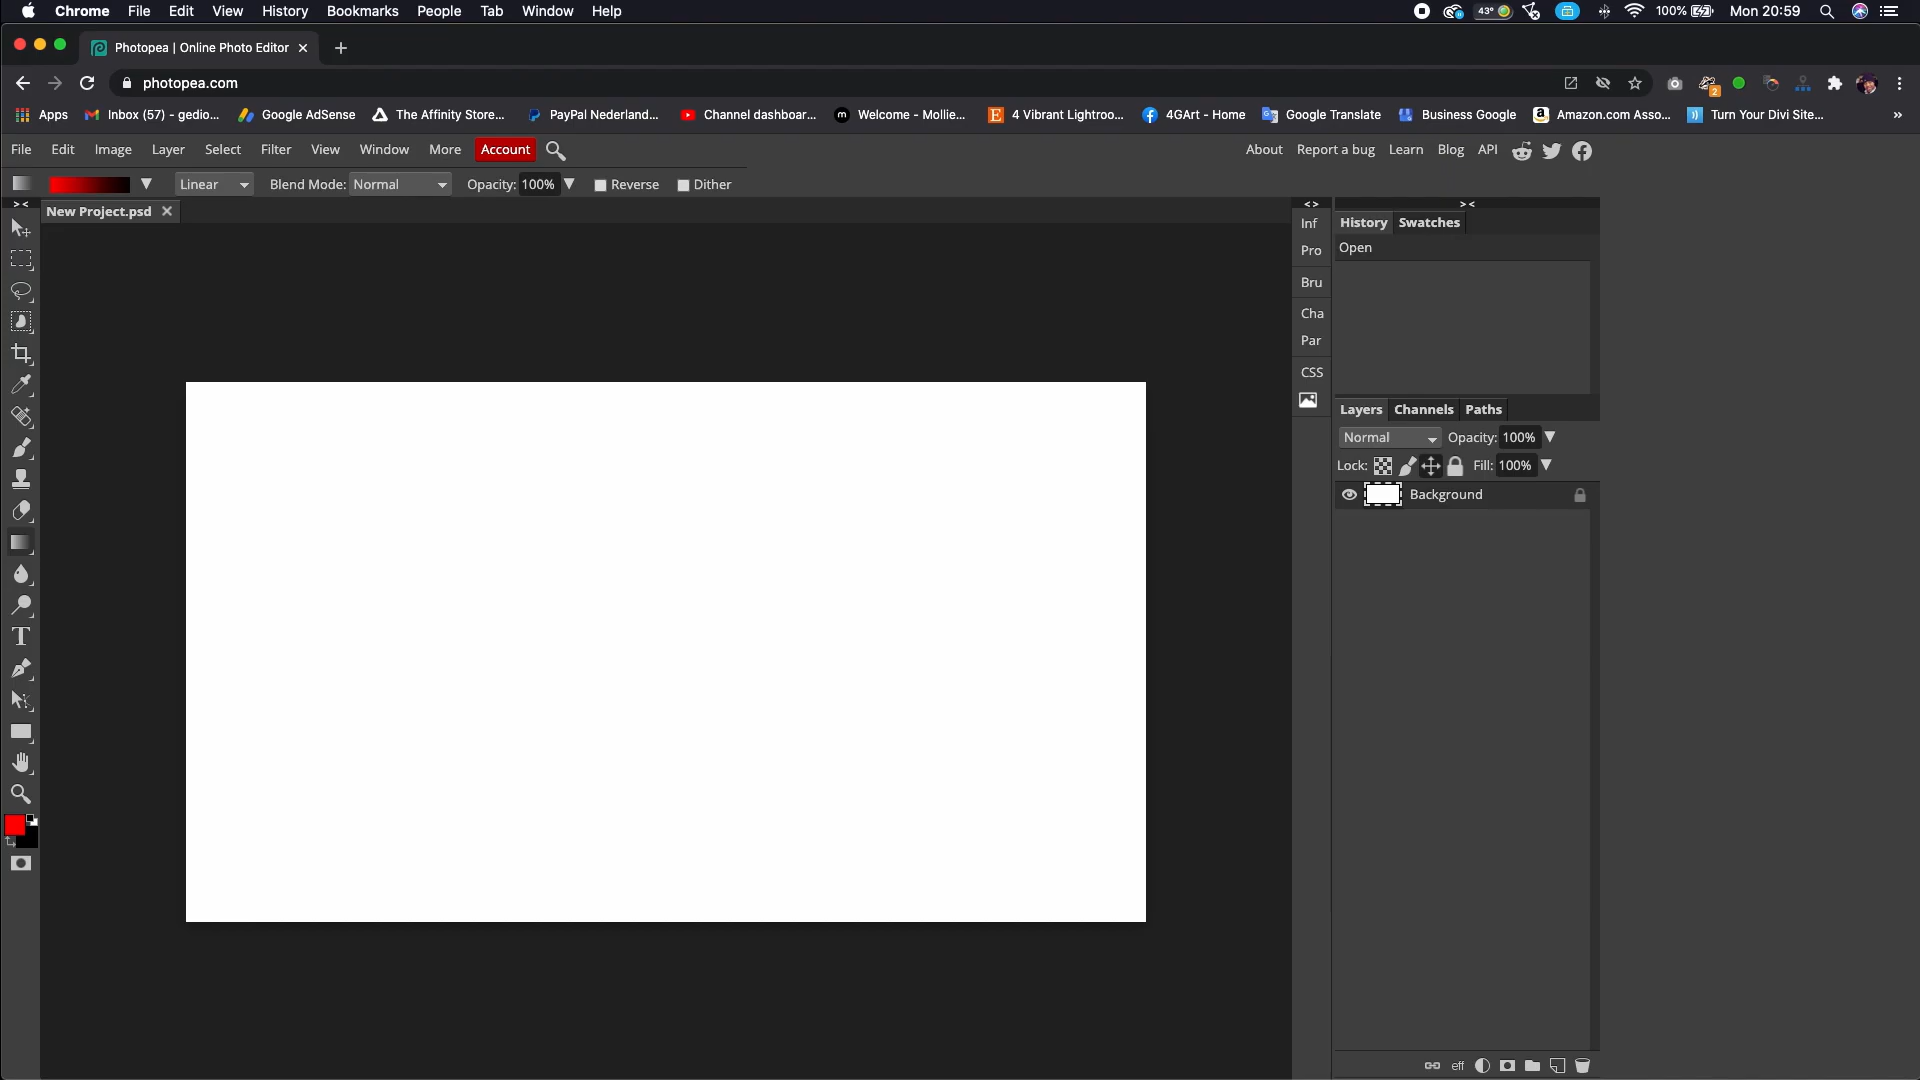 Chrome File Edit View History Bookmarks People Tab Window Help 43° 100% Mon 20:59
Photopea | Online Photo Editor
photopea.com 2
Apps Inbox (57) - gedio... Google AdSense The Affinity Store... PayPal Nederland... Channel dashboar... Welcome - Mollie... 4 Vibrant Lightroo... 4GArt - Home Google Translate Business Google Amazon.com Asso... Turn Your Divi Site... »
File Edit Image Layer Select Filter View Window More Account About Report a bug Learn Blog API
Linear Blend Mode: Normal Opacity: 100% Reverse Dither
> < < > > <
New Project.psd
Inf
Pro
Bru
Cha
Par
CSS
History Swatches
Open
Layers Channels Paths
Normal Opacity: 100%
Lock: Fill: 100%
Background
T
eff